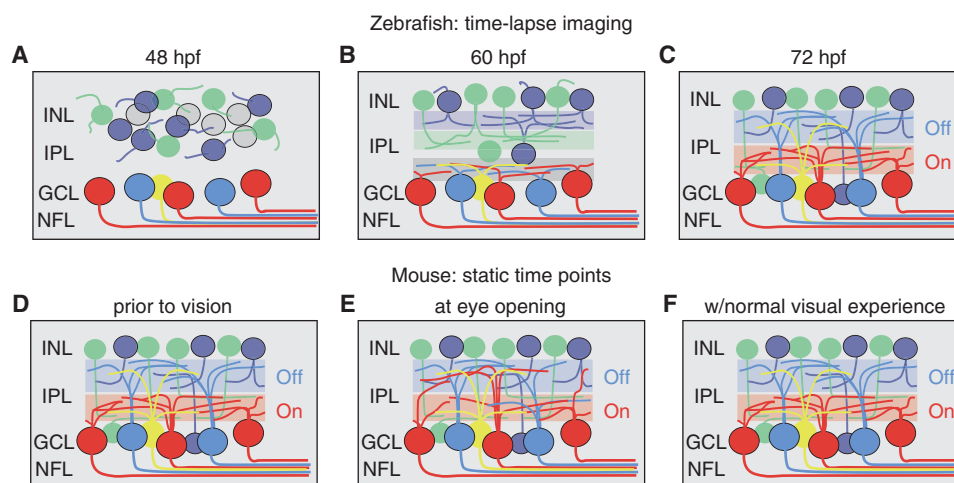 Zebrafish: time-lapse imaging
A 48 hpf
INL
IPL
GCL
NFL
B 60 hpf
INL
IPL
GCL
NFL
C 72 hpf
INL
Off
IPL
On
GCL
NFL
Mouse: static time points
D prior to vision
INL
Off
IPL
On
GCL
NFL
E at eye opening
INL
Off
IPL
On
GCL
NFL
F w/normal visual experience
INL
Off
IPL
On
GCL
NFL